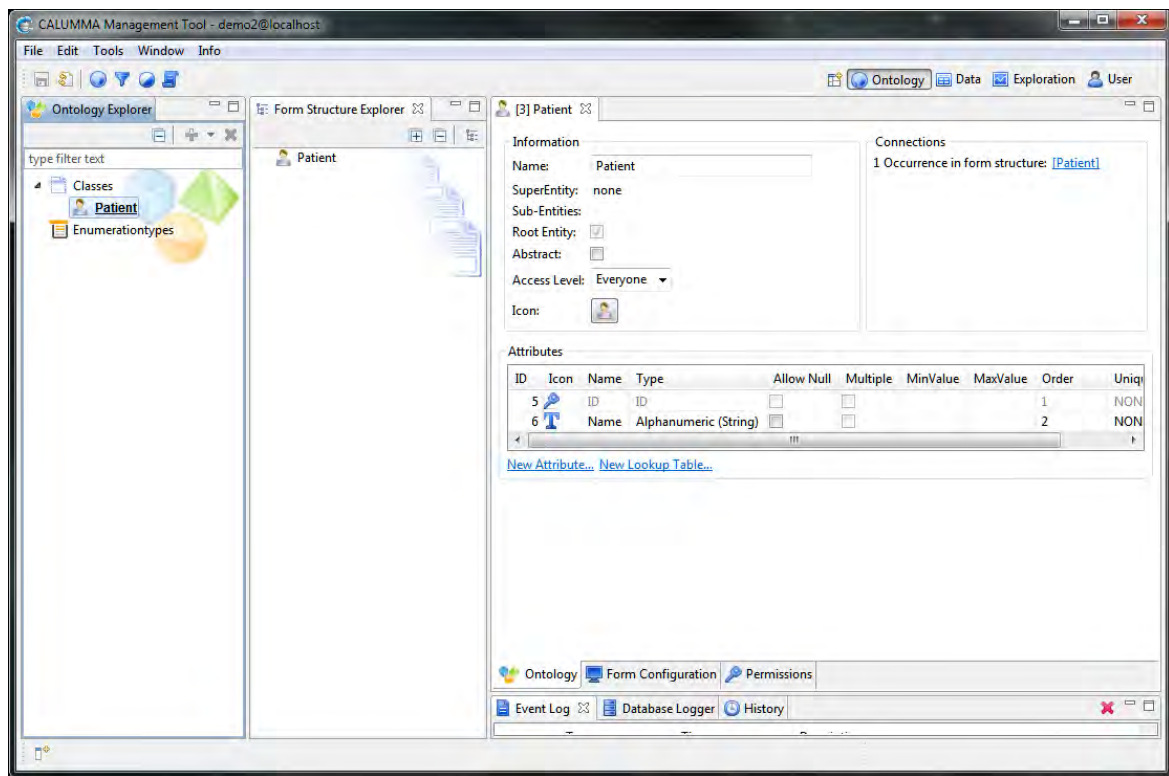 CALUMMA Management Tool - demo2@localhost
File Edit Tools Window Info
Ontology Data Exploration User
Ontology Explorer
type filter text
Classes
Patient
Enumerationtypes
Form Structure Explorer
Patient
[3] Patient
Information
Name: Patient
SuperEntity: none
Sub-Entities:
Root Entity:
Abstract:
Access Level: Everyone
Icon:
Connections
1 Occurrence in form structure: [Patient]
Attributes
ID Icon Name Type Allow Null Multiple MinValue MaxValue Order Uniqu
5 ID ID 1 NON
6 Name Alphanumeric (String) 2 NON
New Attribute... New Lookup Table...
Ontology Form Configuration Permissions
Event Log Database Logger History